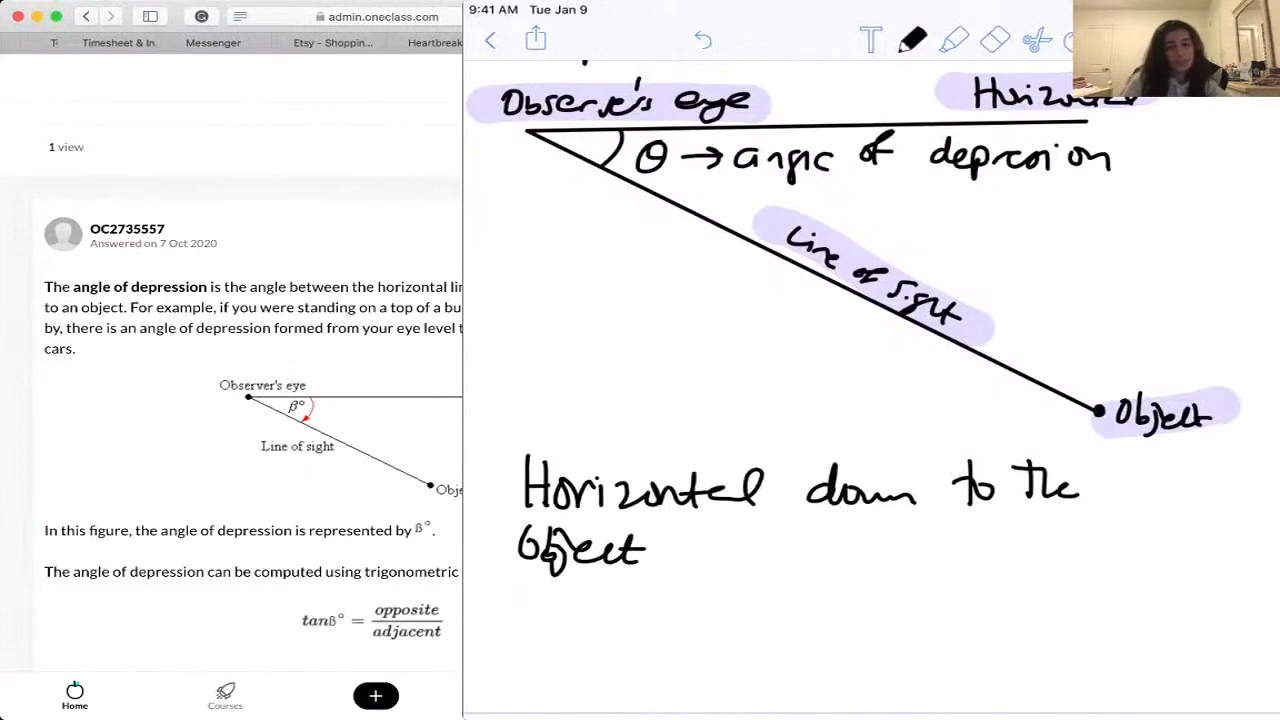 admin.oneclass.com
Timesheet & In.
Messenger
Etsy - Shoppin...
Heartbreak
1 view
OC2735557
Answered on 7 Oct 2020
The angle of depression is the angle between the horizontal li
to an object. For example, if you were standing on a top of a bu
by, there is an angle of depression formed from your eye level t
cars.
Observer's eye
β°
Line of sight
Obje
In this figure, the angle of depression is represented by β°.
The angle of depression can be computed using trigonometric
tanβ° = opposite
adjacent
Home
Courses
9:41 AM Tue Jan 9
T
Observer's eye
Horizontal
θ → angle of depression
Line of sight
Object
Horizontal down to the
Object